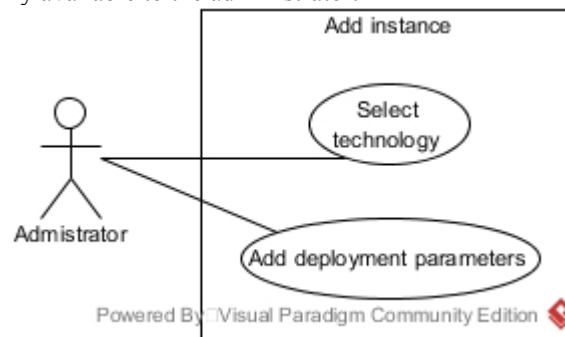 Add instance
Select
technology
Admistrator
Add deployment parameters
Powered By Visual Paradigm Community Edition